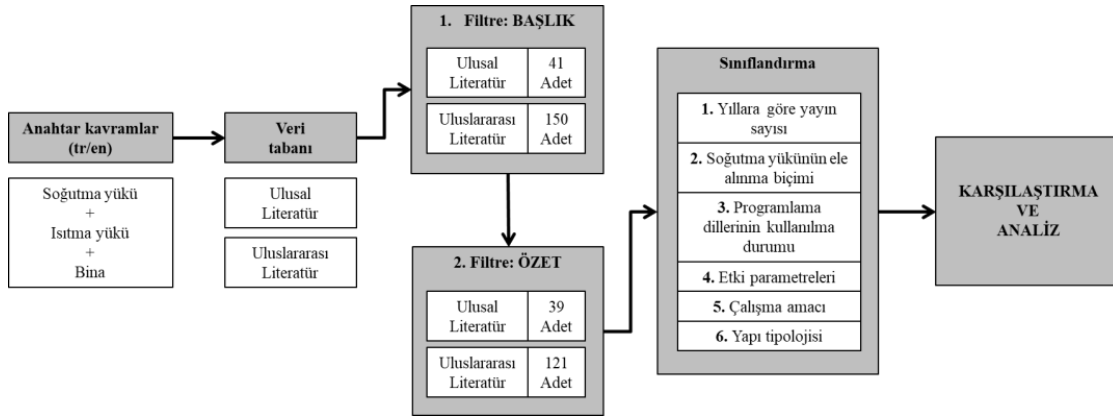 Anahtar kavramlar
(tr/en)
Soğutma yükü
+
Isıtma yükü
+
Bina
Veri
tabanı
Ulusal
Literatür
Uluslararası
Literatür
1. Filtre: BAŞLIK
Ulusal
Literatür
41
Adet
Uluslararası
Literatür
150
Adet
2. Filtre: ÖZET
Ulusal
Literatür
39
Adet
Uluslararası
Literatür
121
Adet
Sınıflandırma
1. Yıllara göre yayın
sayısı
2. Soğutma yükünün ele
alınma biçimi
3. Programlama
dillerinin kullanılma
durumu
4. Etki parametreleri
5. Çalışma amacı
6. Yapı tipolojisi
KARŞILAŞTIRMA
VE
ANALİZ